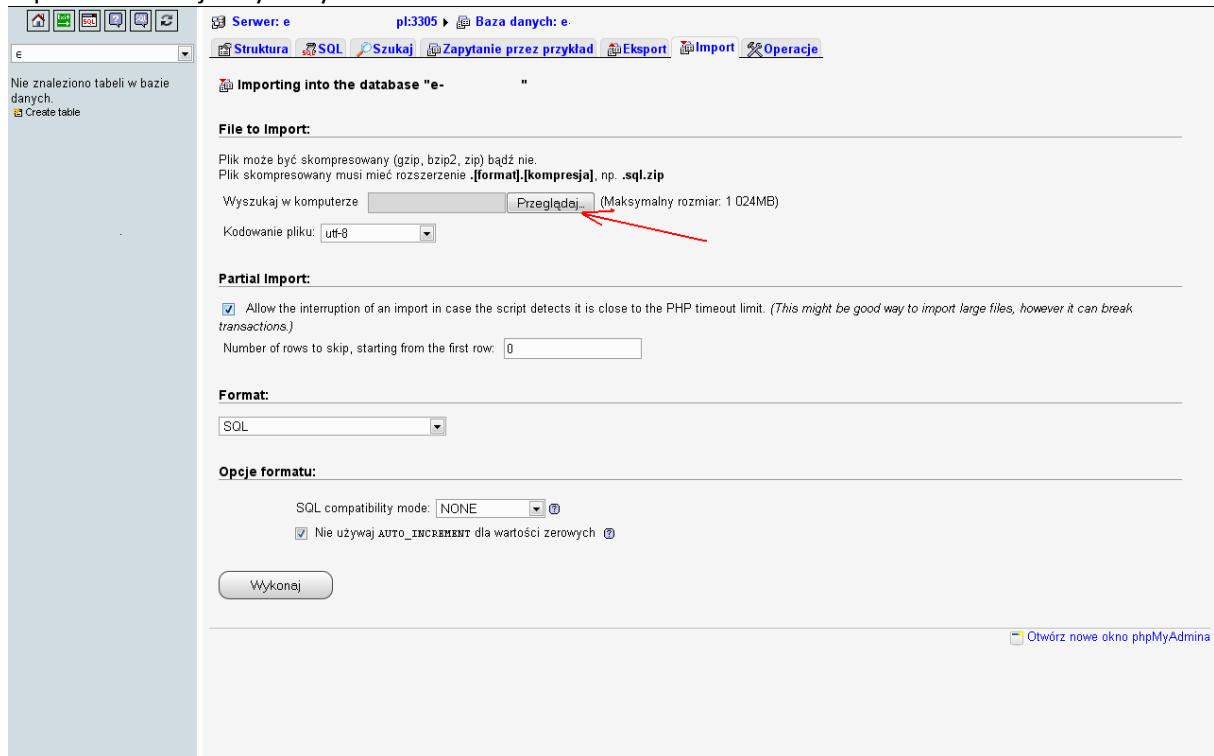 Serwer: e pl:3305 ▸ Baza danych: e-
Struktura SQL Szukaj Zapytanie przez przykład Eksport Import Operacje
e
Nie znaleziono tabeli w bazie
danych.
Create table
Importing into the database "e- "
File to Import:
Plik może być skompresowany (gzip, bzip2, zip) bądź nie.
Plik skompresowany musi mieć rozszerzenie .[format].[kompresja], np. .sql.zip
Wyszukaj w komputerze Przeglądaj... (Maksymalny rozmiar: 1 024MB)
Kodowanie pliku: utf-8
Partial Import:
Allow the interruption of an import in case the script detects it is close to the PHP timeout limit. (This might be good way to import large files, however it can break
transactions.)
Number of rows to skip, starting from the first row: 0
Format:
SQL
Opcje formatu:
SQL compatibility mode: NONE
Nie używaj AUTO_INCREMENT dla wartości zerowych
Wykonaj
Otwórz nowe okno phpMyAdmina